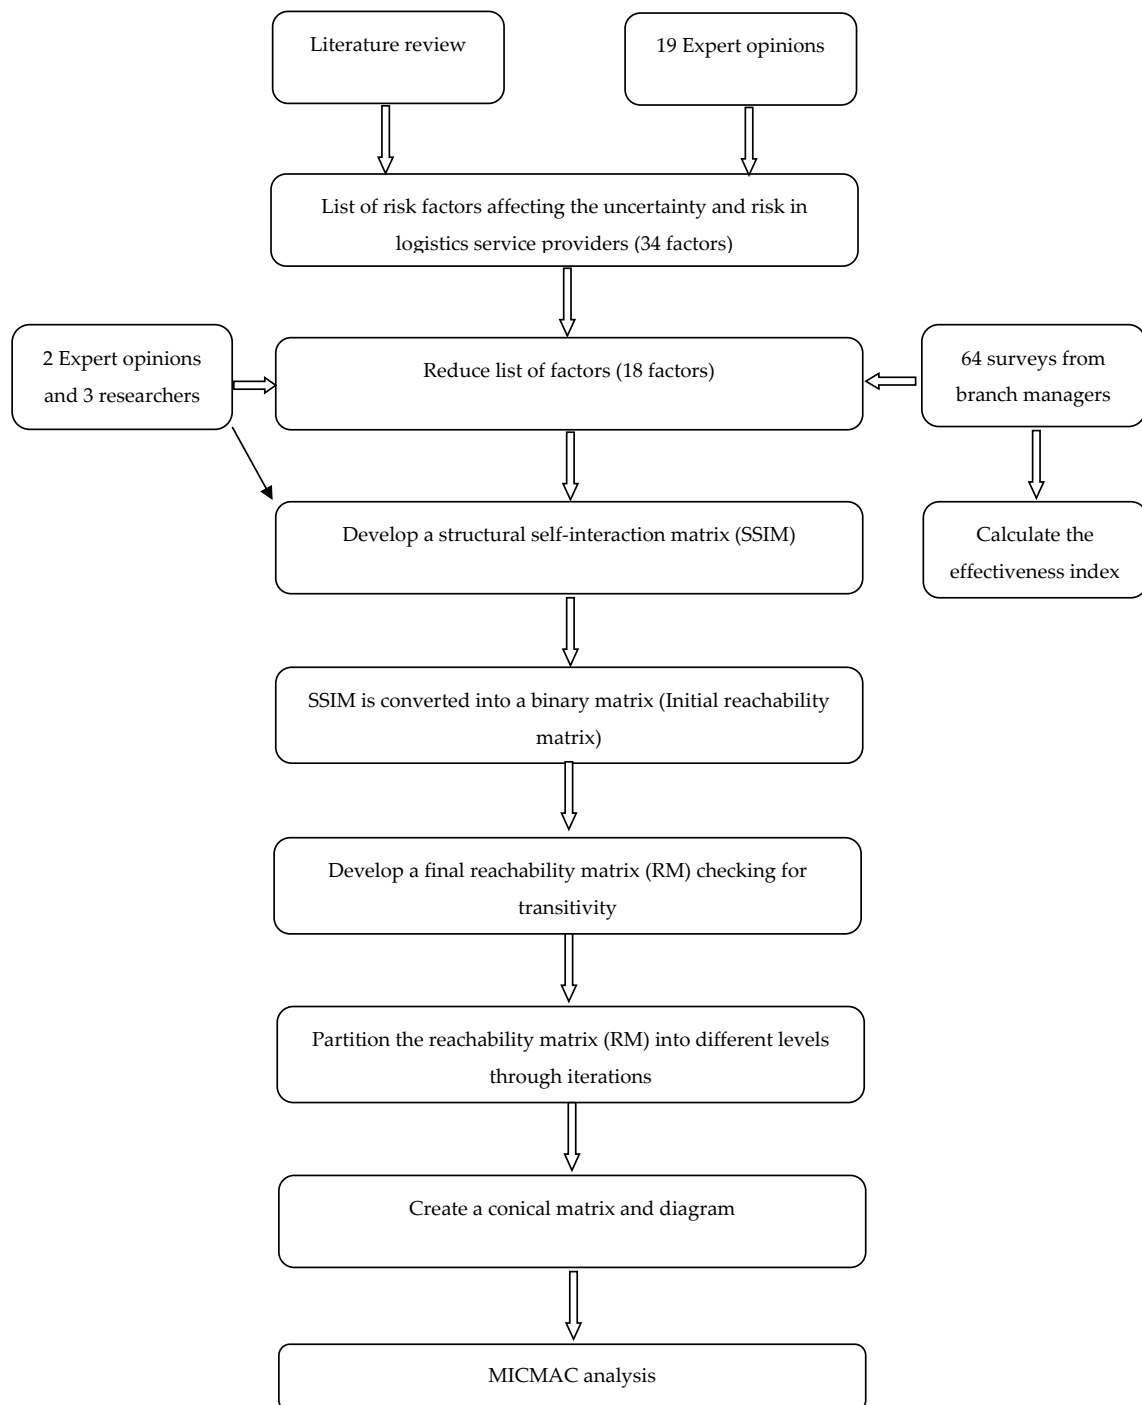 Literature review
19 Expert opinions
List of risk factors affecting the uncertainty and risk in
logistics service providers (34 factors)
2 Expert opinions
and 3 researchers
Reduce list of factors (18 factors)
64 surveys from
branch managers
Develop a structural self-interaction matrix (SSIM)
Calculate the
effectiveness index
SSIM is converted into a binary matrix (Initial reachability
matrix)
Develop a final reachability matrix (RM) checking for
transitivity
Partition the reachability matrix (RM) into different levels
through iterations
Create a conical matrix and diagram
MICMAC analysis